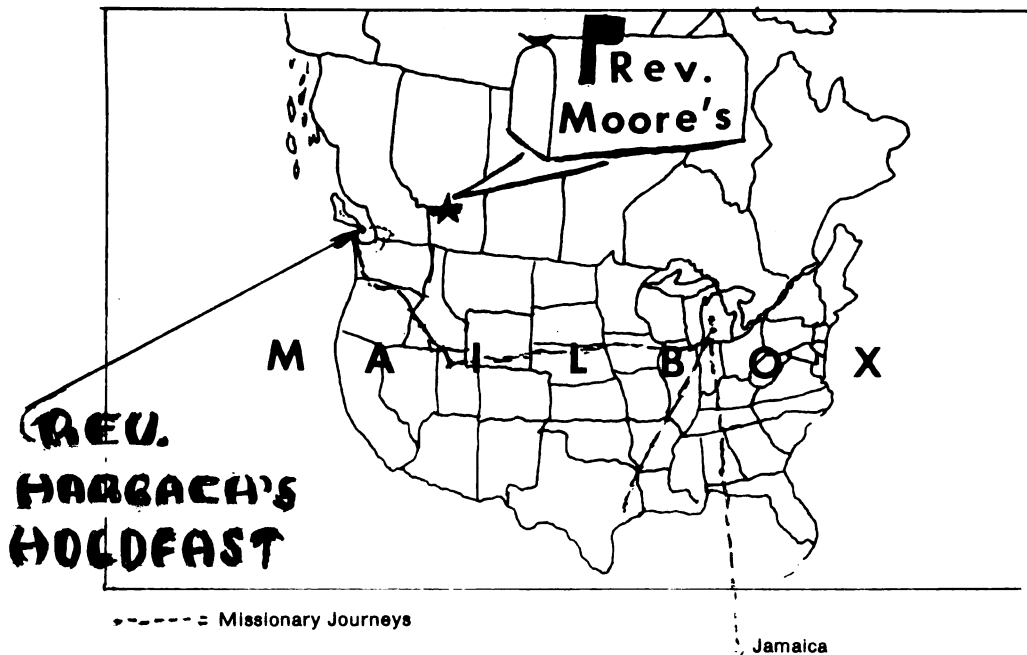 Rev.
Moore's
M A I L B O X
REV.
HARBACH'S
HOLDFAST
= Missionary Journeys
Jamaica